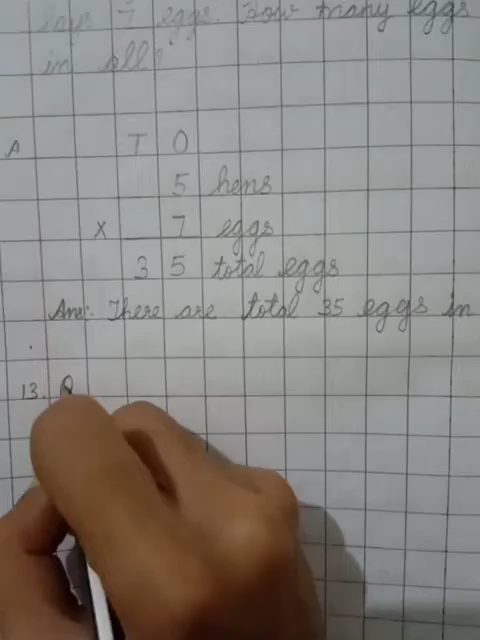 lays 7 eggs. How many eggs
in all?
A T O
5 hens
x 7 eggs
3 5 total eggs
Ans: There are total 35 eggs in
13.